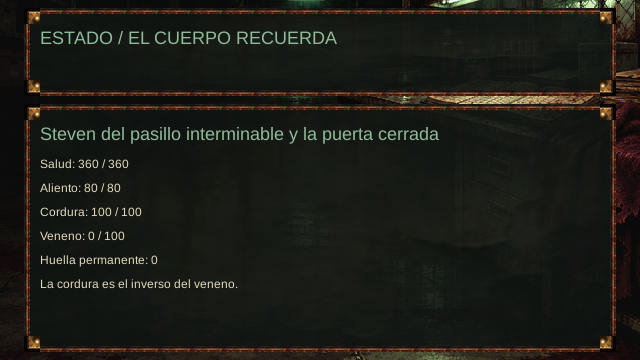 ESTADO / EL CUERPO RECUERDA
Steven del pasillo interminable y la puerta cerrada
Salud: 360 / 360
Aliento: 80 / 80
Cordura: 100 / 100
Veneno: 0 / 100
Huella permanente: 0
La cordura es el inverso del veneno.